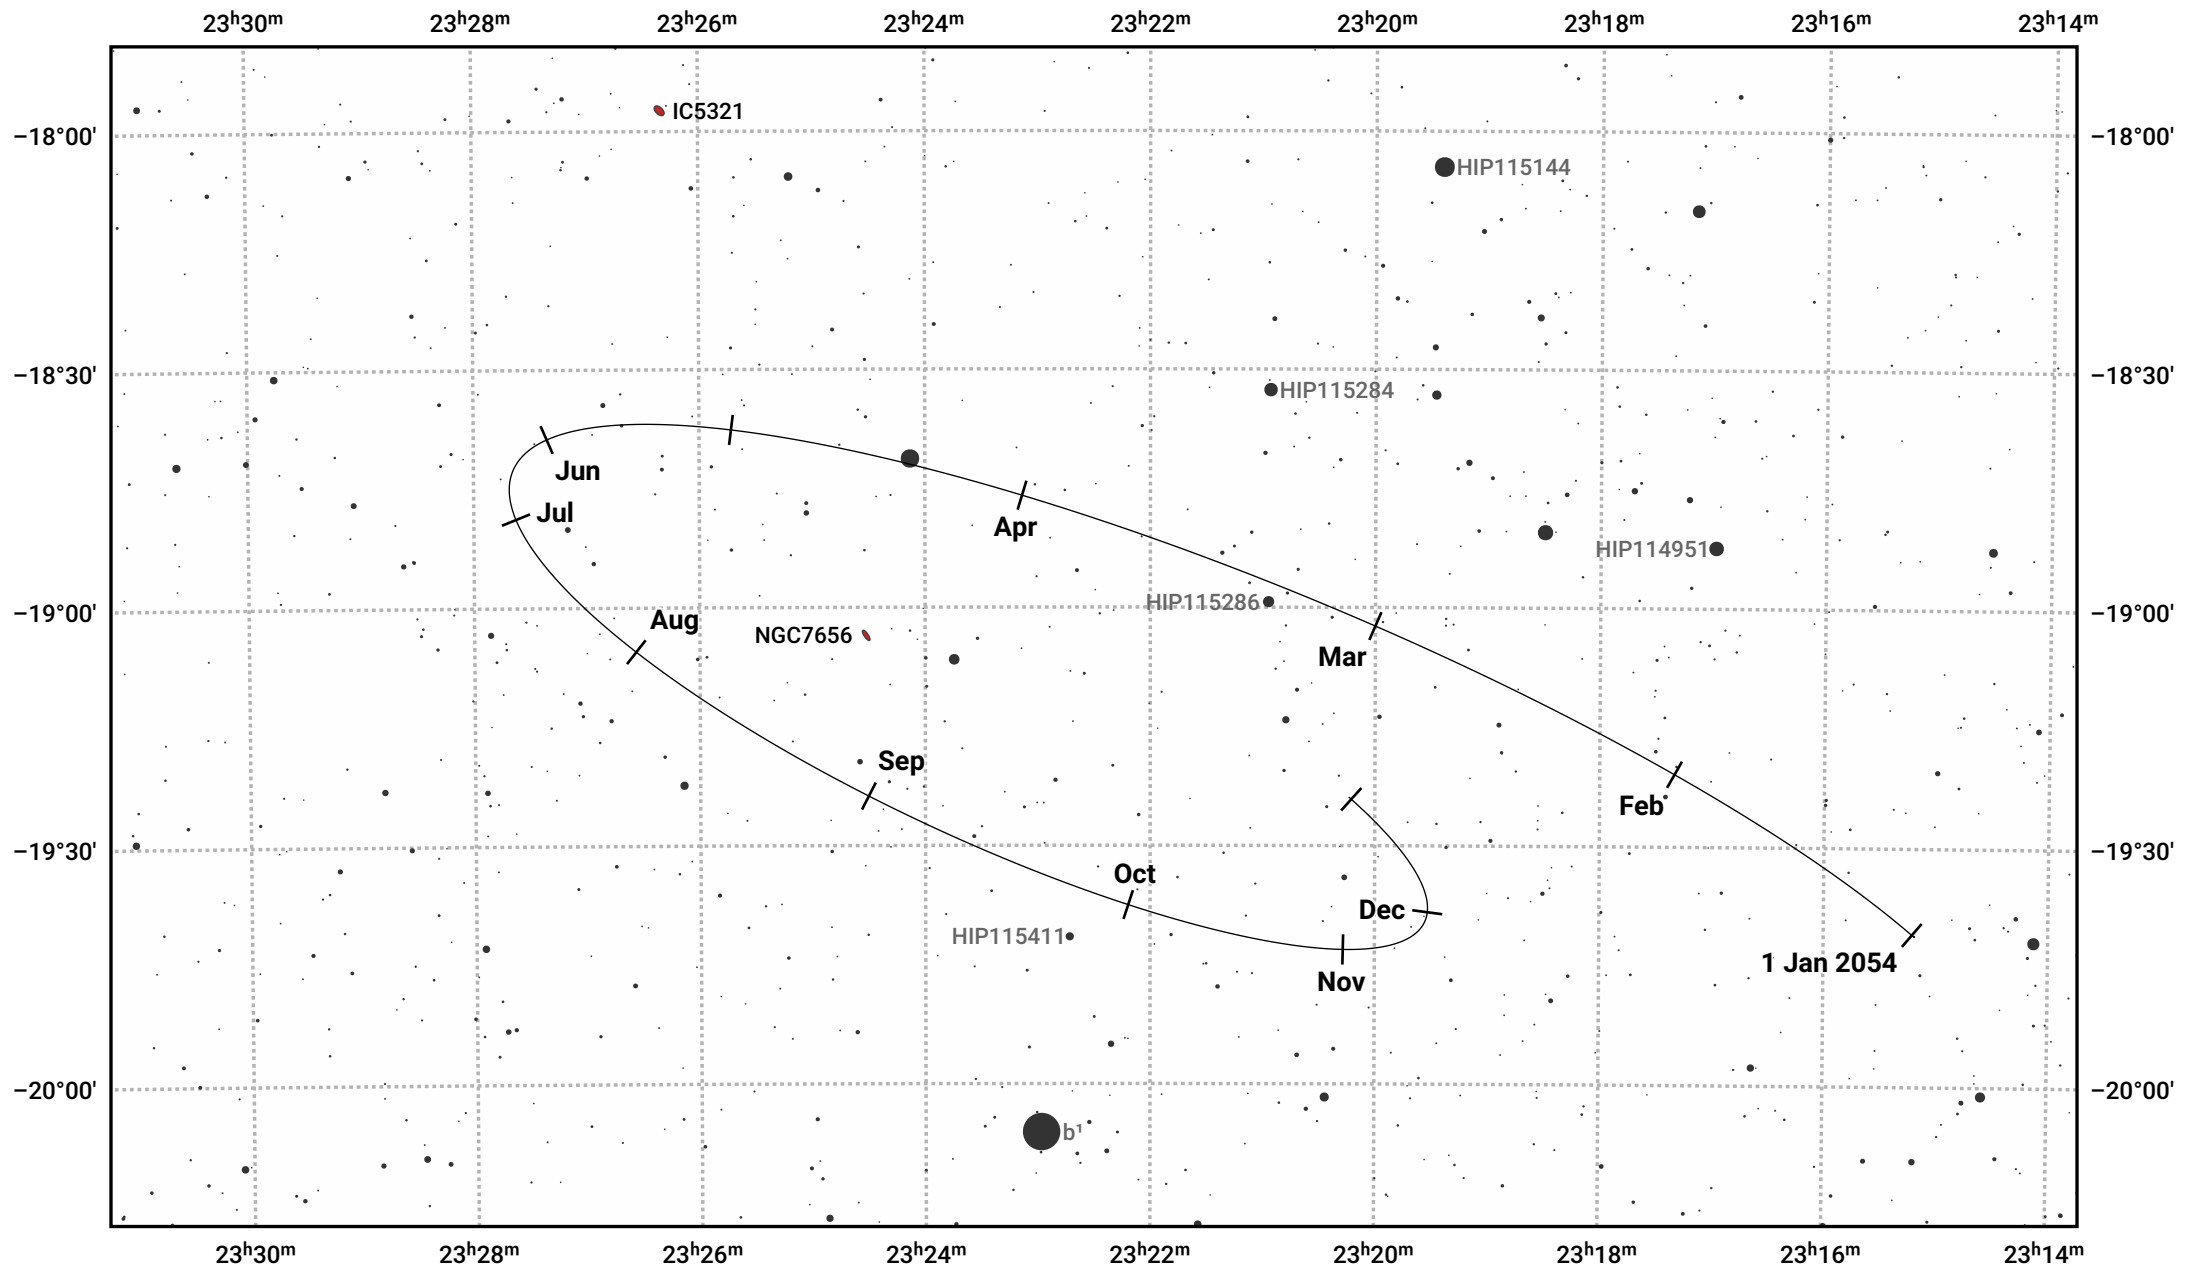 23ʰ30ᵐ 23ʰ28ᵐ 23ʰ26ᵐ 23ʰ24ᵐ 23ʰ22ᵐ 23ʰ20ᵐ 23ʰ18ᵐ 23ʰ16ᵐ 23ʰ14ᵐ
IC5321
−18°00' −18°00'
HIP115144
−18°30' −18°30'
HIP115284
Jun
Jul
Apr
HIP114951
HIP115286
−19°00' −19°00'
Aug
NGC7656
Mar
Sep
Feb
−19°30' −19°30'
Oct
Dec
HIP115411
1 Jan 2054
Nov
−20°00' −20°00'
b¹
23ʰ30ᵐ 23ʰ28ᵐ 23ʰ26ᵐ 23ʰ24ᵐ 23ʰ22ᵐ 23ʰ20ᵐ 23ʰ18ᵐ 23ʰ16ᵐ 23ʰ14ᵐ